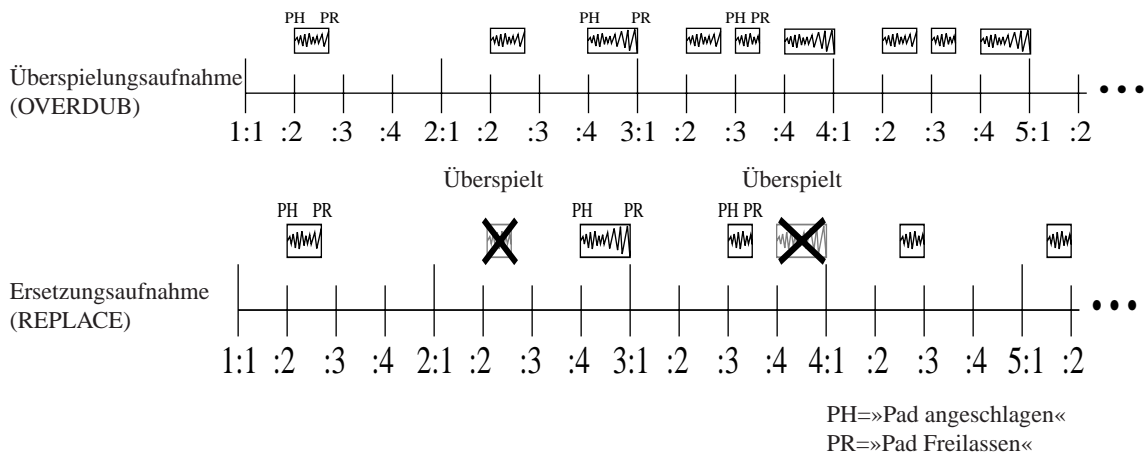 PH PR PH PR PH PR
Überspielungsaufnahme
(OVERDUB)
1:1 :2 :3 :4 2:1 :2 :3 :4 3:1 :2 :3 :4 4:1 :2 :3 :4 5:1 :2
Überspielt Überspielt
PH PR PH PR PH PR
Ersetzungsaufnahme
(REPLACE)
1:1 :2 :3 :4 2:1 :2 :3 :4 3:1 :2 :3 :4 4:1 :2 :3 :4 5:1 :2
PH=»Pad angeschlagen«
PR=»Pad Freilassen«